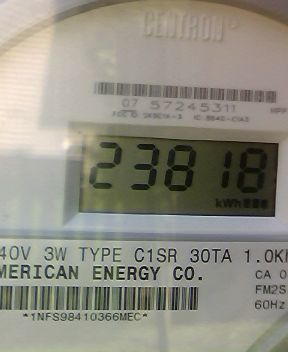 CENTRON®
07 57245311
23818
kWh
40V 3W TYPE C1SR 30TA 1.0K
MERICAN ENERGY CO.
CA 0
FM2S
60Hz
*1NFS98410366MEC*